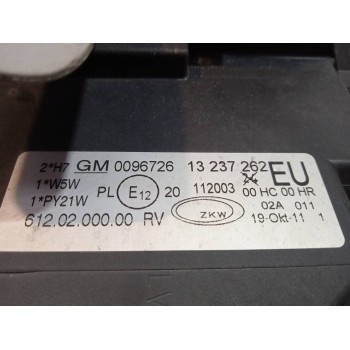 2*H7 GM 0096726 13 237 262 EU
1*W5W PL E12 20 112003 00 HC 00 HR
1*PY21W ZKW 02A 011
612.02.000.00 RV 19-Okt-11 1